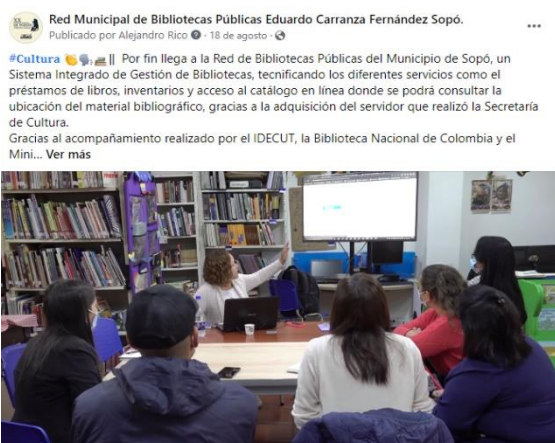 Red Municipal de Bibliotecas Públicas Eduardo Carranza Fernández Sopó.
Publicado por Alejandro Rico · 18 de agosto ·
#Cultura 👏🗣️📚|| Por fin llega a la Red de Bibliotecas Públicas del Municipio de Sopó, un
Sistema Integrado de Gestión de Bibliotecas, tecnificando los diferentes servicios como el
préstamos de libros, inventarios y acceso al catálogo en línea donde se podrá consultar la
ubicación del material bibliográfico, gracias a la adquisición del servidor que realizó la Secretaría
de Cultura.
Gracias al acompañamiento realizado por el IDECUT, la Biblioteca Nacional de Colombia y el
Mini... Ver más